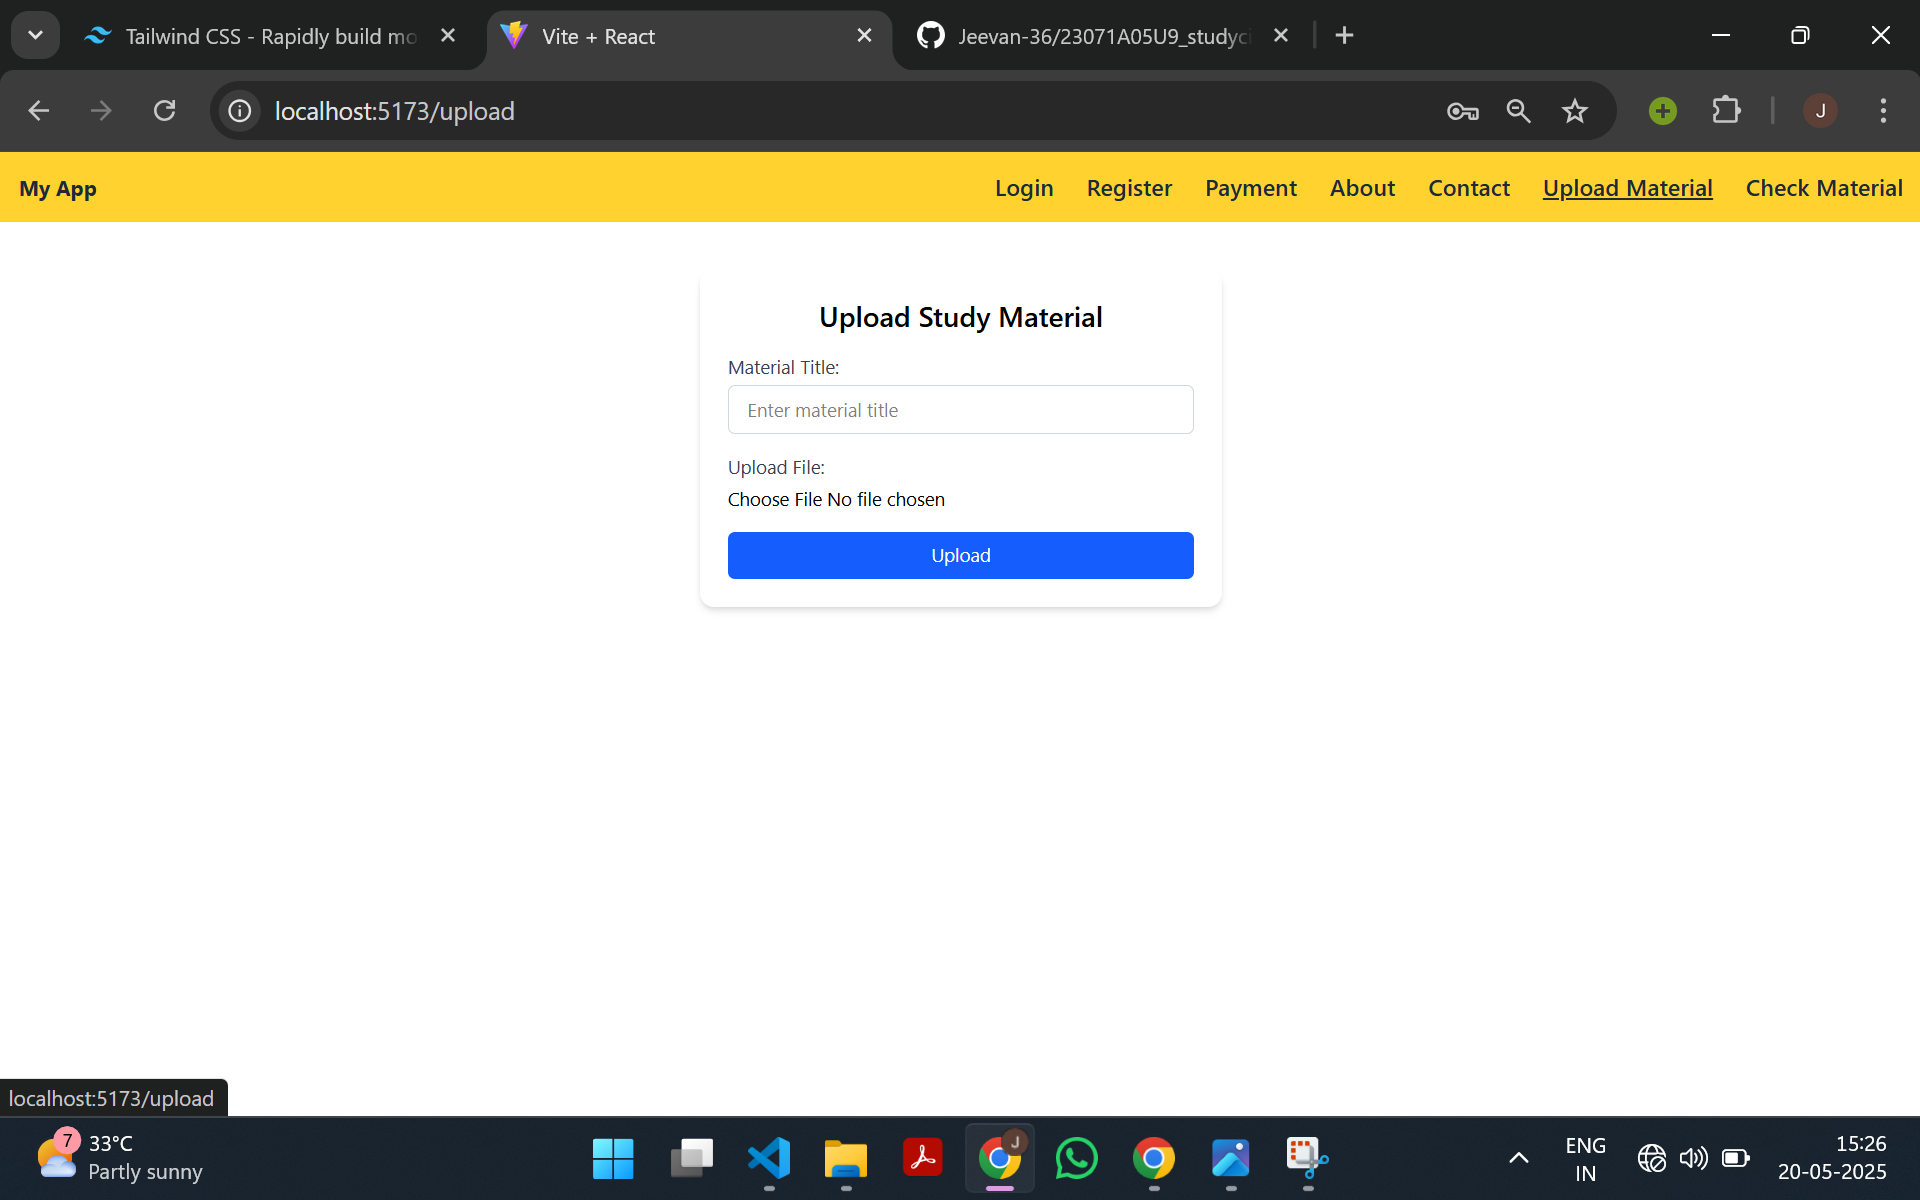 Tailwind CSS - Rapidly build mo
Vite + React
Jeevan-36/23071A05U9_studyci
localhost:5173/upload
J
My App
Login Register Payment About Contact Upload Material Check Material
Upload Study Material
Material Title:
Enter material title
Upload File:
Choose File No file chosen
Upload
localhost:5173/upload
7
33°C
Partly sunny
J
ENG
IN
15:26
20-05-2025